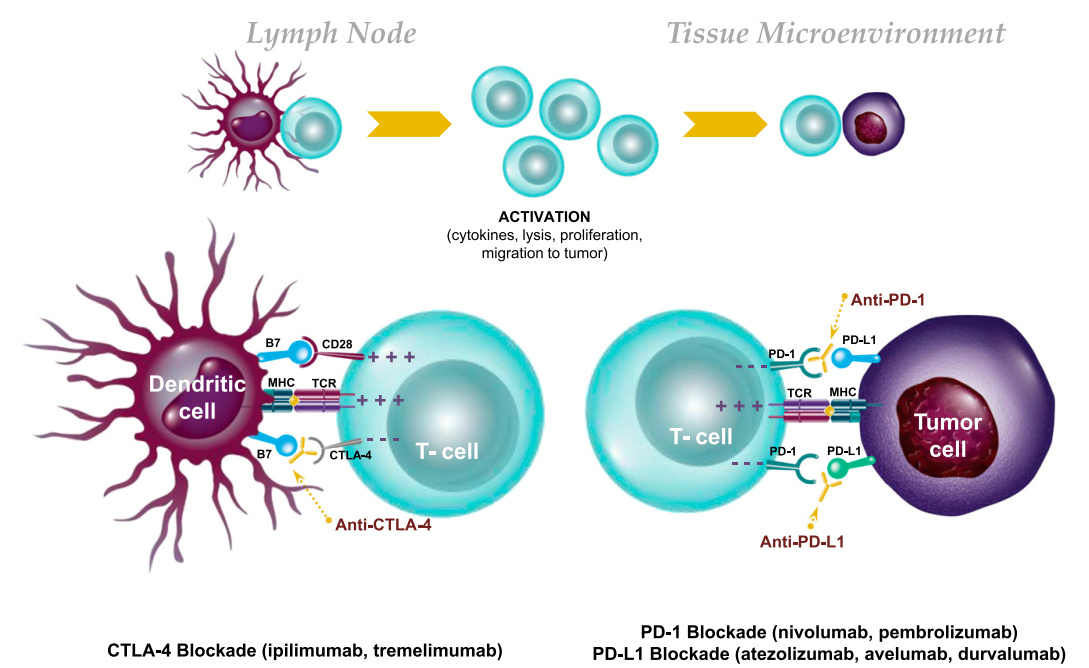 Lymph Node
Tissue Microenvironment
ACTIVATION
(cytokines, lysis, proliferation,
migration to tumor)
Anti-PD-1
B7
CD28
+ + +
PD-1
PD-L1
- - - -
Dendritic
cell
MHC
TCR
+ + +
T- cell
TCR
MHC
+ + +
T- cell
Tumor
cell
B7
CTLA-4
- - - -
PD-1
PD-L1
- - - -
Anti-CTLA-4
Anti-PD-L1
CTLA-4 Blockade (ipilimumab, tremelimumab)
PD-1 Blockade (nivolumab, pembrolizumab)
PD-L1 Blockade (atezolizumab, avelumab, durvalumab)